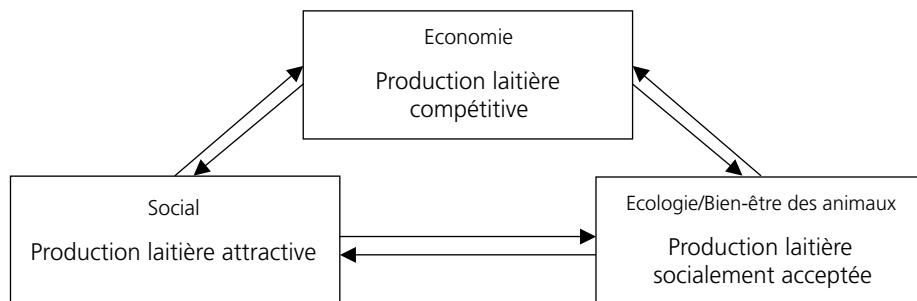 Economie
Production laitière
compétitive
Social
Production laitière attractive
Ecologie/Bien-être des animaux
Production laitière
socialement acceptée